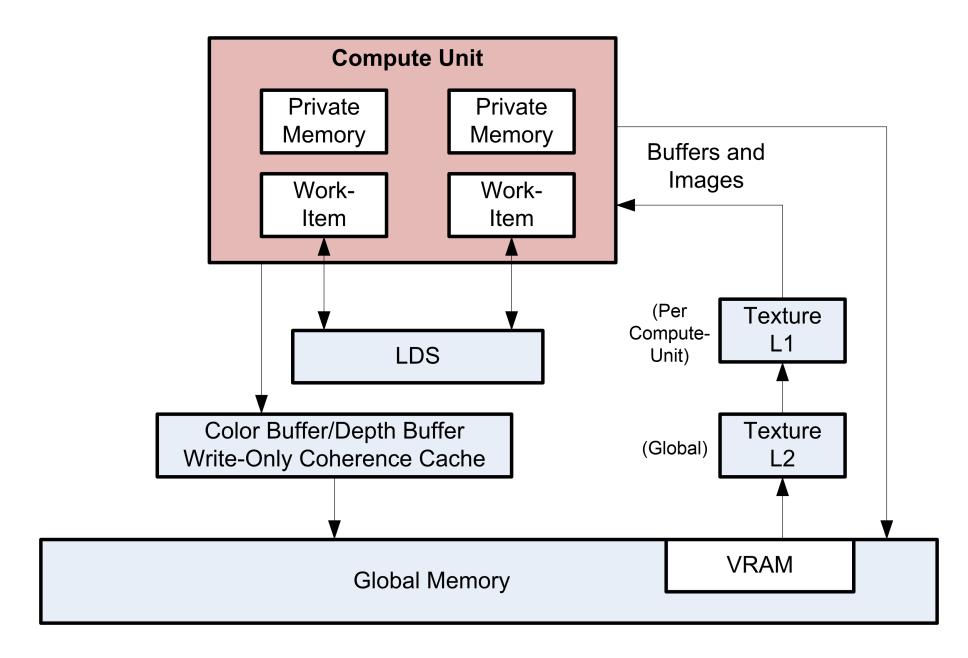 Compute Unit
Private
Memory
Private
Memory
Work-
Item
Work-
Item
Buffers and
Images
(Per
Compute-
Unit)
Texture
L1
LDS
Color Buffer/Depth Buffer
Write-Only Coherence Cache
(Global)
Texture
L2
Global Memory
VRAM